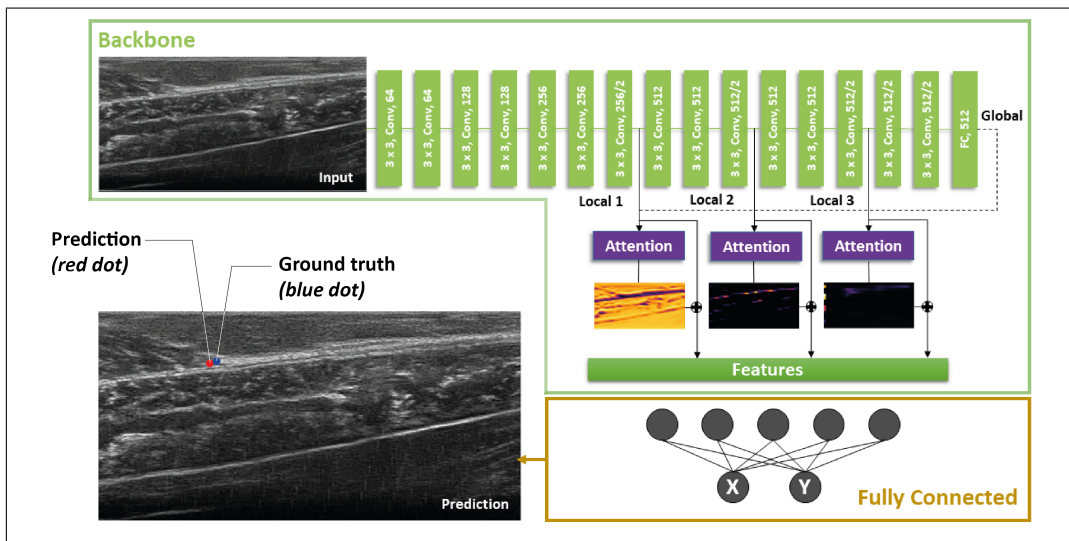 Backbone
Input
3 x 3, Conv, 64
3 x 3, Conv, 64
3 x 3, Conv, 128
3 x 3, Conv, 128
3 x 3, Conv, 256
3 x 3, Conv, 256
3 x 3, Conv, 256/2
3 x 3, Conv, 512
3 x 3, Conv, 512
3 x 3, Conv, 512/2
3 x 3, Conv, 512
3 x 3, Conv, 512
3 x 3, Conv, 512/2
3 x 3, Conv, 512/2
3 x 3, Conv, 512/2
FC, 512
Global
Local 1
Local 2
Local 3
Attention
Attention
Attention
Features
Prediction
(red dot)
Ground truth
(blue dot)
Prediction
X
Y
Fully Connected